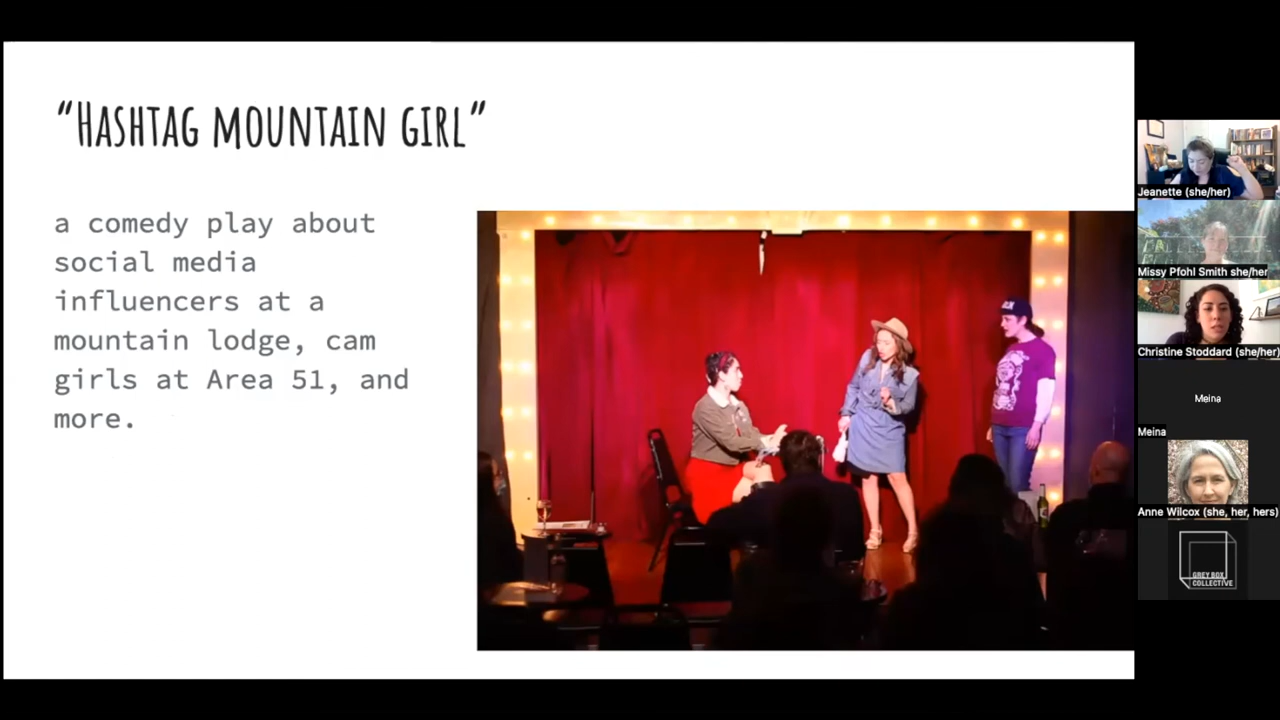 “HASHTAG MOUNTAIN GIRL”
a comedy play about
social media
influencers at a
mountain lodge, cam
girls at Area 51, and
more.
Jeanette (she/her)
Missy Pfohl Smith she/her
Christine Stoddard (she/her)
Meina
Meina
Anne Wilcox (she, her, hers)
GREY BOX
COLLECTIVE